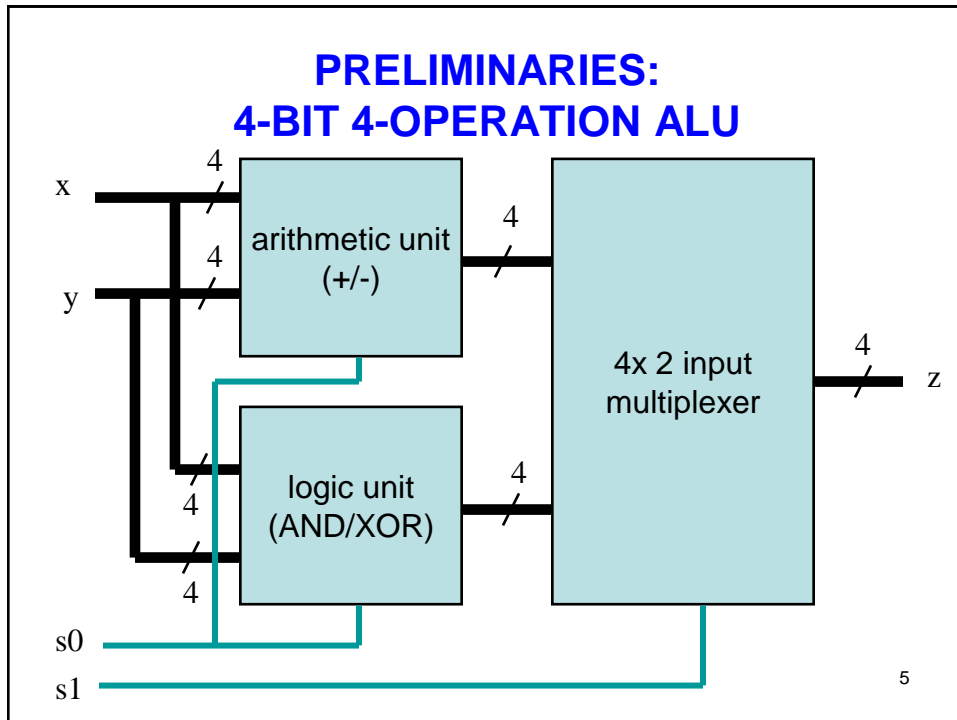 PRELIMINARIES:
4-BIT 4-OPERATION ALU
x
4
y
4
arithmetic unit
(+/-)
4
4
4
logic unit
(AND/XOR)
4
4x 2 input
multiplexer
4
z
s0
s1
5